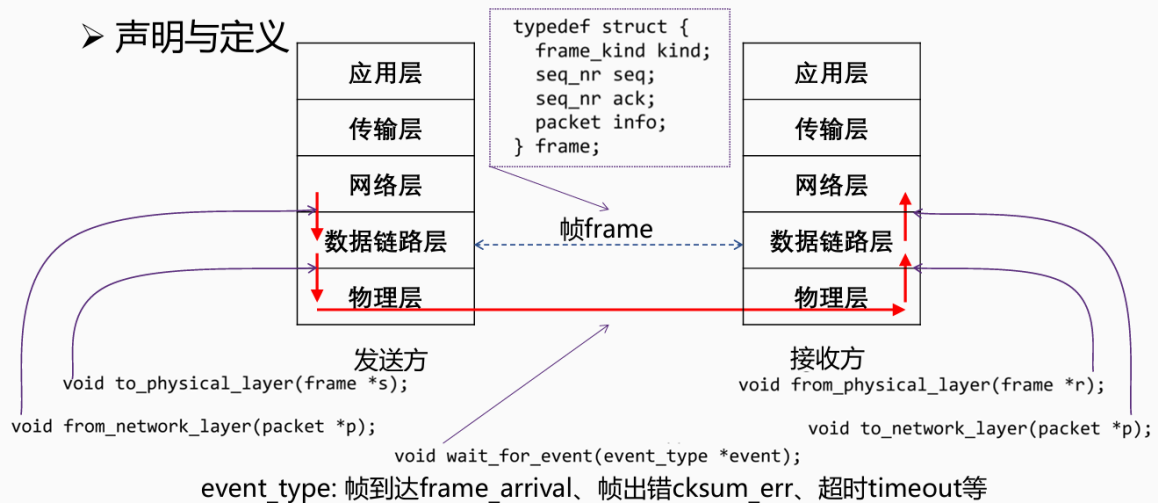 ➢ 声明与定义
typedef struct {
frame_kind kind;
seq_nr seq;
seq_nr ack;
packet info;
} frame;
应用层
传输层
网络层
数据链路层
物理层
发送方
帧frame
应用层
传输层
网络层
数据链路层
物理层
接收方
void to_physical_layer(frame *s);
void from_physical_layer(frame *r);
void from_network_layer(packet *p);
void to_network_layer(packet *p);
void wait_for_event(event_type *event);
event_type: 帧到达frame_arrival、帧出错cksum_err、超时timeout等